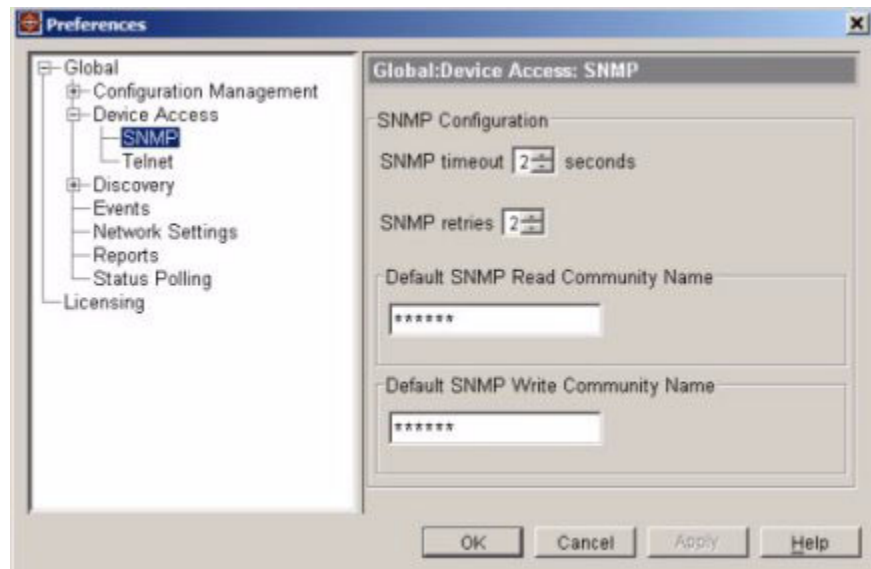 Preferences
Global
Configuration Management
Device Access
SNMP
Telnet
Discovery
Events
Network Settings
Reports
Status Polling
Licensing
Global:Device Access: SNMP
SNMP Configuration
SNMP timeout 2 seconds
SNMP retries 2
Default SNMP Read Community Name
******
Default SNMP Write Community Name
******
OK Cancel Apply Help